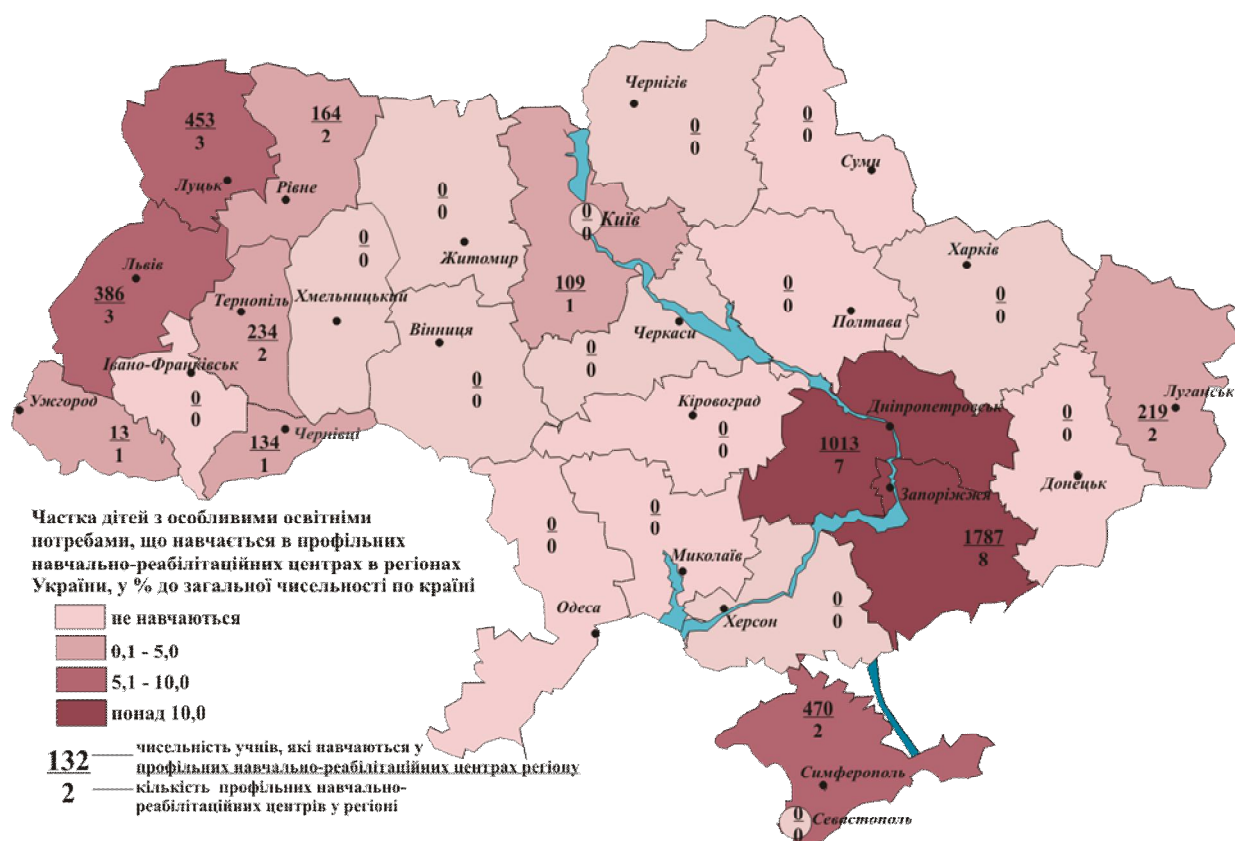 Чернігів
0
0
0
0
Суми
453
3
Луцьк
164
2
Рівне
0
0
Житомир
0
0
Київ
0
0
Хмельницький
Харків
0
0
Львів
386
3
Тернопіль
234
2
109
1
0
0
Полтава
Вінниця
0
0
Черкаси
0
0
Івано-Франківськ
0
0
Ужгород
13
1
134
1
Чернівці
Кіровоград
0
0
Дніпропетровськ
1013
7
Луганськ
219
2
0
0
Донецьк
Запоріжжя
1787
8
0
0
Миколаїв
0
0
Одеса
Херсон
0
0
470
2
Симферополь
0
0
Севастополь
Частка дітей з особливими освітніми
потребами, що навчається в профільних
навчально-реабілітаційних центрах в регіонах
України, у % до загальної чисельності по країні
не навчаються
0,1 - 5,0
5,1 - 10,0
понад 10,0
132
2
чисельність учнів, які навчаються у
профільних навчально-реабілітаційних центрах регіону
кількість профільних навчально-
реабілітаційних центрів у регіоні